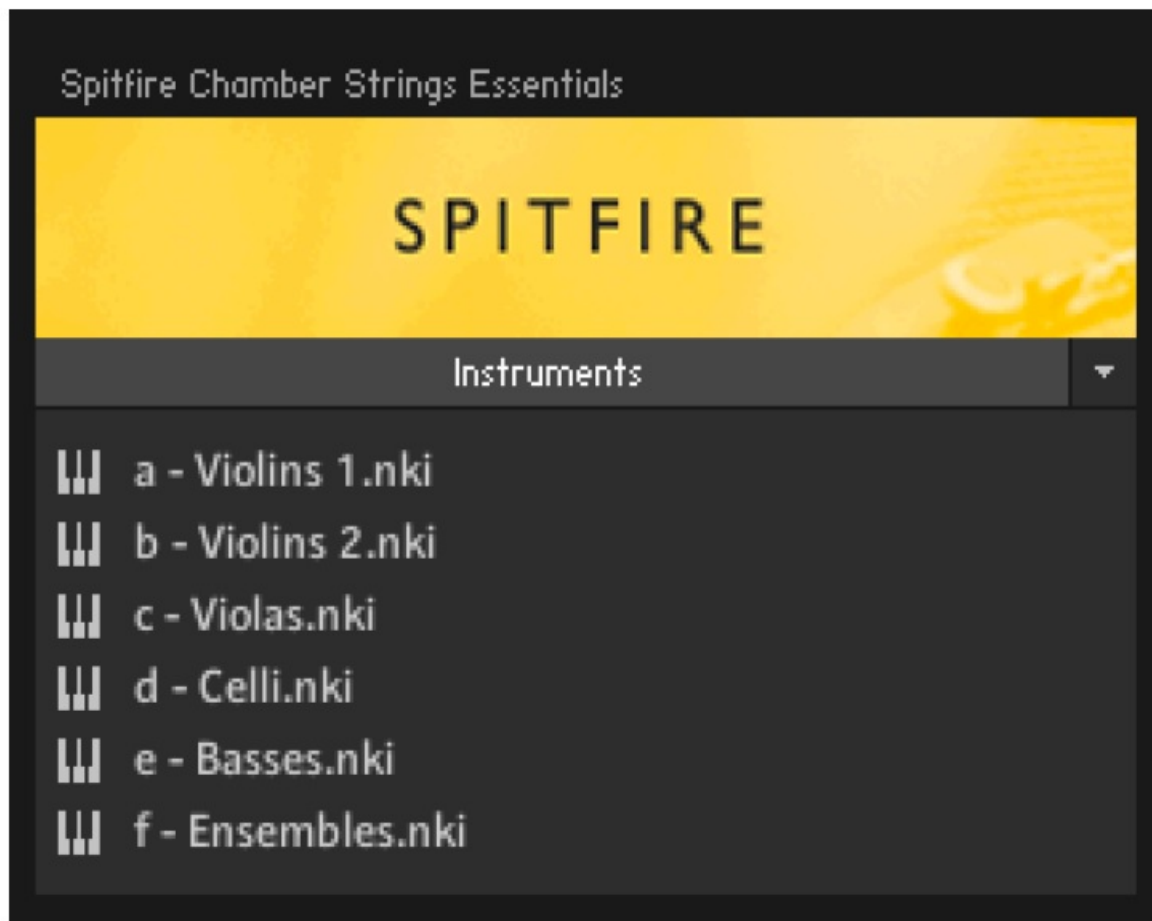 Spitfire Chamber Strings Essentials
SPITFIRE
Instruments
a - Violins 1.nki
b - Violins 2.nki
c - Violas.nki
d - Celli.nki
e - Basses.nki
f - Ensembles.nki